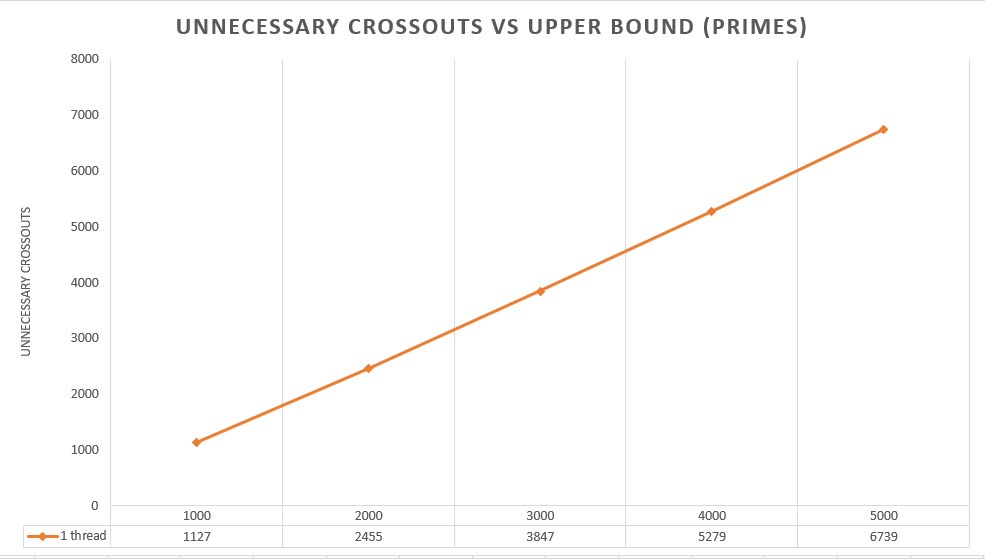 UNNECESSARY CROSSOUTS VS UPPER BOUND (PRIMES)
8000
7000
6000
5000
4000
3000
2000
1000
0
UNNECESSARY CROSSOUTS
1000 2000 3000 4000 5000
1 thread 1127 2455 3847 5279 6739